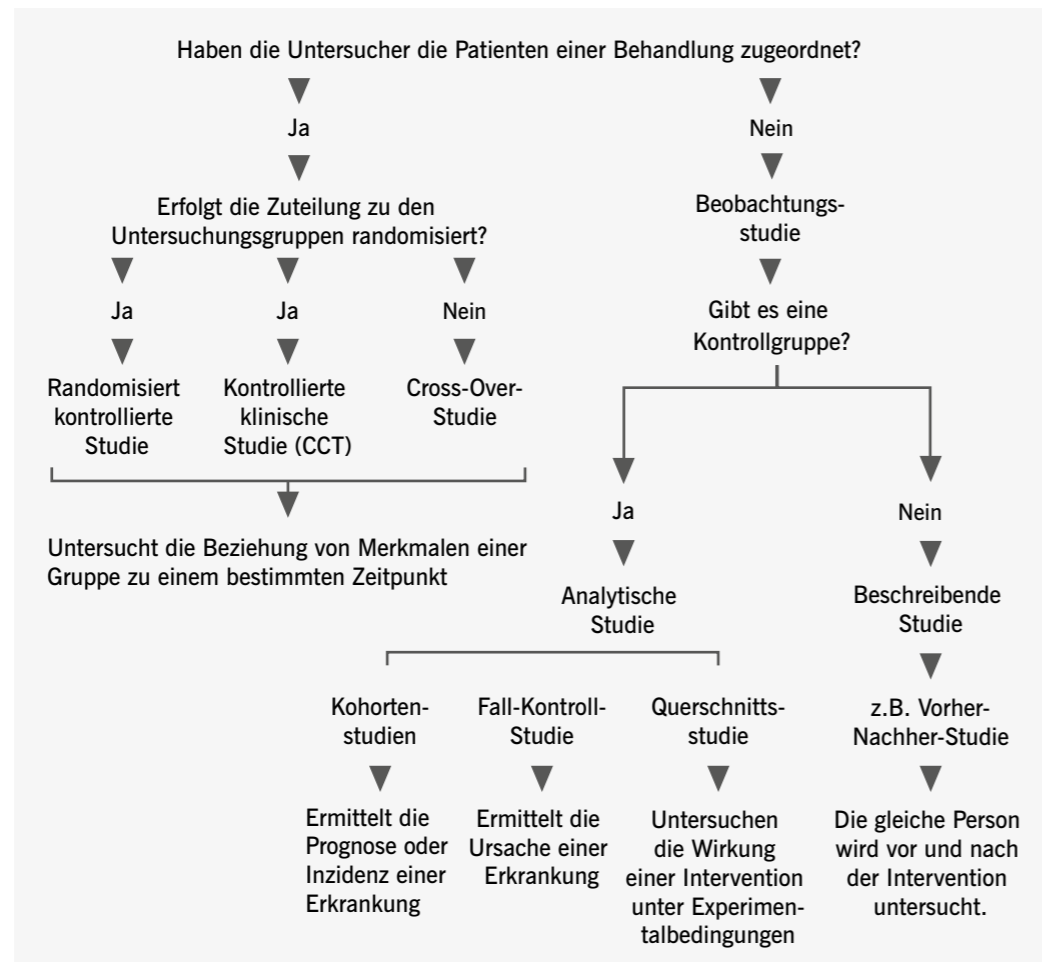 Haben die Untersucher die Patienten einer Behandlung zugeordnet?
Ja
Nein
Erfolgt die Zuteilung zu den
Untersuchungsgruppen randomisiert?
Beobachtungs-
studie
Ja
Ja
Nein
Gibt es eine
Kontrollgruppe?
Randomisiert
kontrollierte
Studie
Kontrollierte
klinische
Studie (CCT)
Cross-Over-
Studie
Untersucht die Beziehung von Merkmalen einer
Gruppe zu einem bestimmten Zeitpunkt
Ja
Nein
Analytische
Studie
Beschreibende
Studie
Kohorten-
studien
Fall-Kontroll-
Studie
Querschnitts-
studie
z.B. Vorher-
Nachher-Studie
Ermittelt die
Prognose oder
Inzidenz einer
Erkrankung
Ermittelt die
Ursache einer
Erkrankung
Untersuchen
die Wirkung
einer Intervention
unter Experimen-
talbedingungen
Die gleiche Person
wird vor und nach
der Intervention
untersucht.